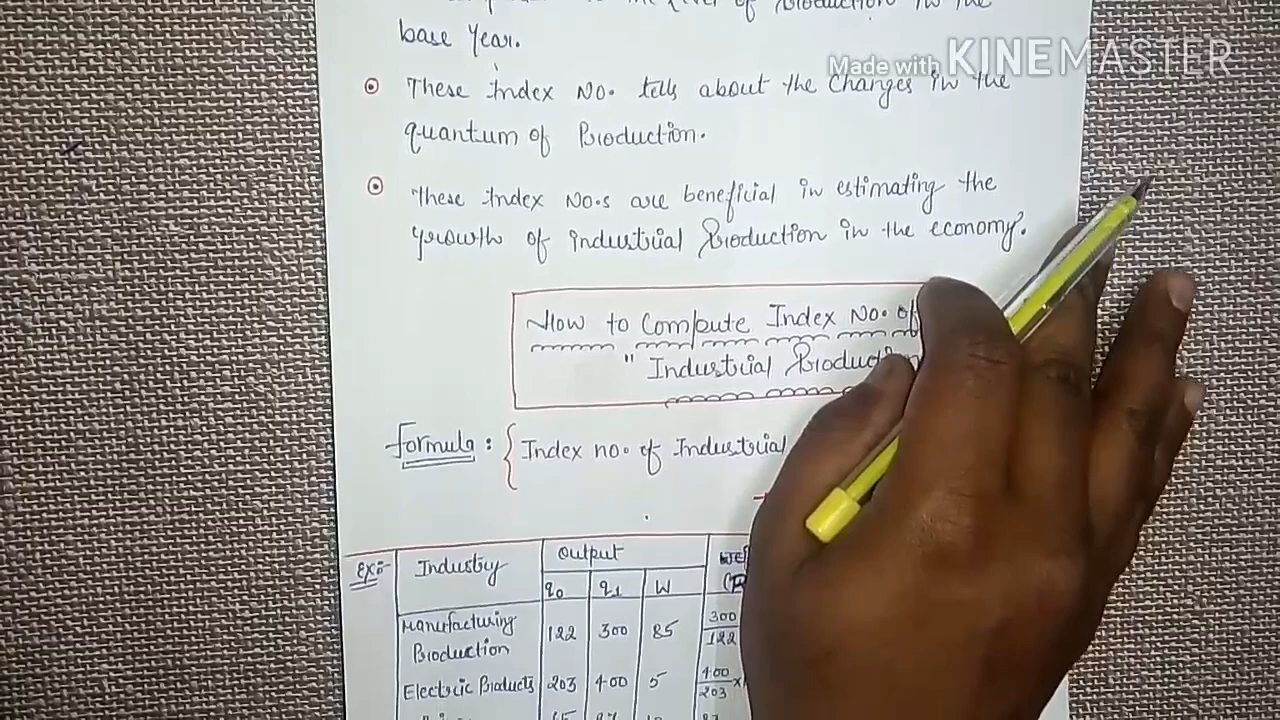 base Year.
Made with KINEMASTER
These Index No. tells about the changes in the
quantum of Production.
These Index No.s are beneficial in estimating the
growth of industrial Production in the economy.
How to Compute Index No. of
" Industrial Production
Formula : { Index no. of Industrial
Ex:- Industry Output
q0 q1 W
Manufacturing 122 300 85 300
Production 122
Electric Products 203 400 5 400
203 ×